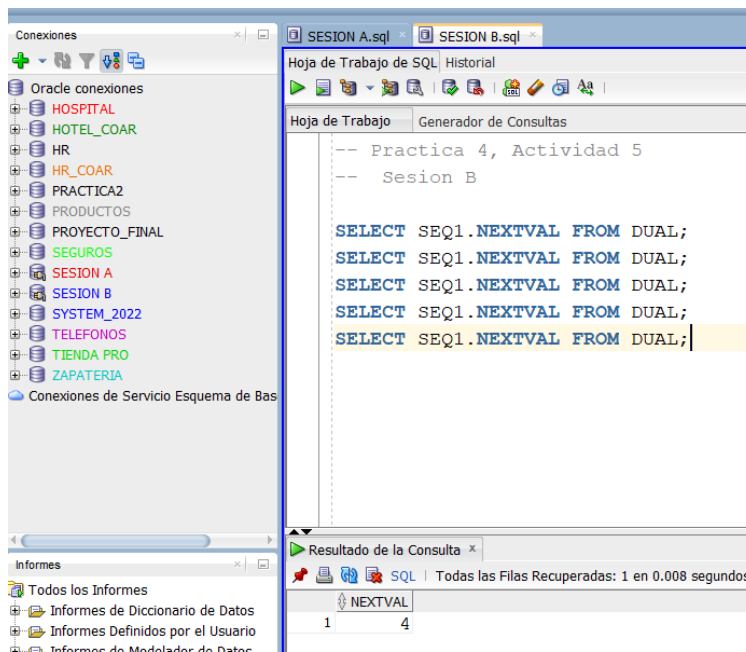 Conexiones
Oracle conexiones
HOSPITAL
HOTEL_COAR
HR
HR_COAR
PRACTICA2
PRODUCTOS
PROYECTO_FINAL
SEGUROS
SESION A
SESION B
SYSTEM_2022
TELEFONOS
TIENDA PRO
ZAPATERIA
Conexiones de Servicio Esquema de Bas
Informes
Todos los Informes
Informes de Diccionario de Datos
Informes Definidos por el Usuario
Informes de Modelador de Datos
SESION A.sql SESION B.sql
Hoja de Trabajo de SQL Historial
Hoja de Trabajo Generador de Consultas
-- Practica 4, Actividad 5
-- Sesion B
SELECT SEQ1.NEXTVAL FROM DUAL;
SELECT SEQ1.NEXTVAL FROM DUAL;
SELECT SEQ1.NEXTVAL FROM DUAL;
SELECT SEQ1.NEXTVAL FROM DUAL;
SELECT SEQ1.NEXTVAL FROM DUAL;
Resultado de la Consulta x
SQL | Todas las Filas Recuperadas: 1 en 0.008 segundos
NEXTVAL
1 4